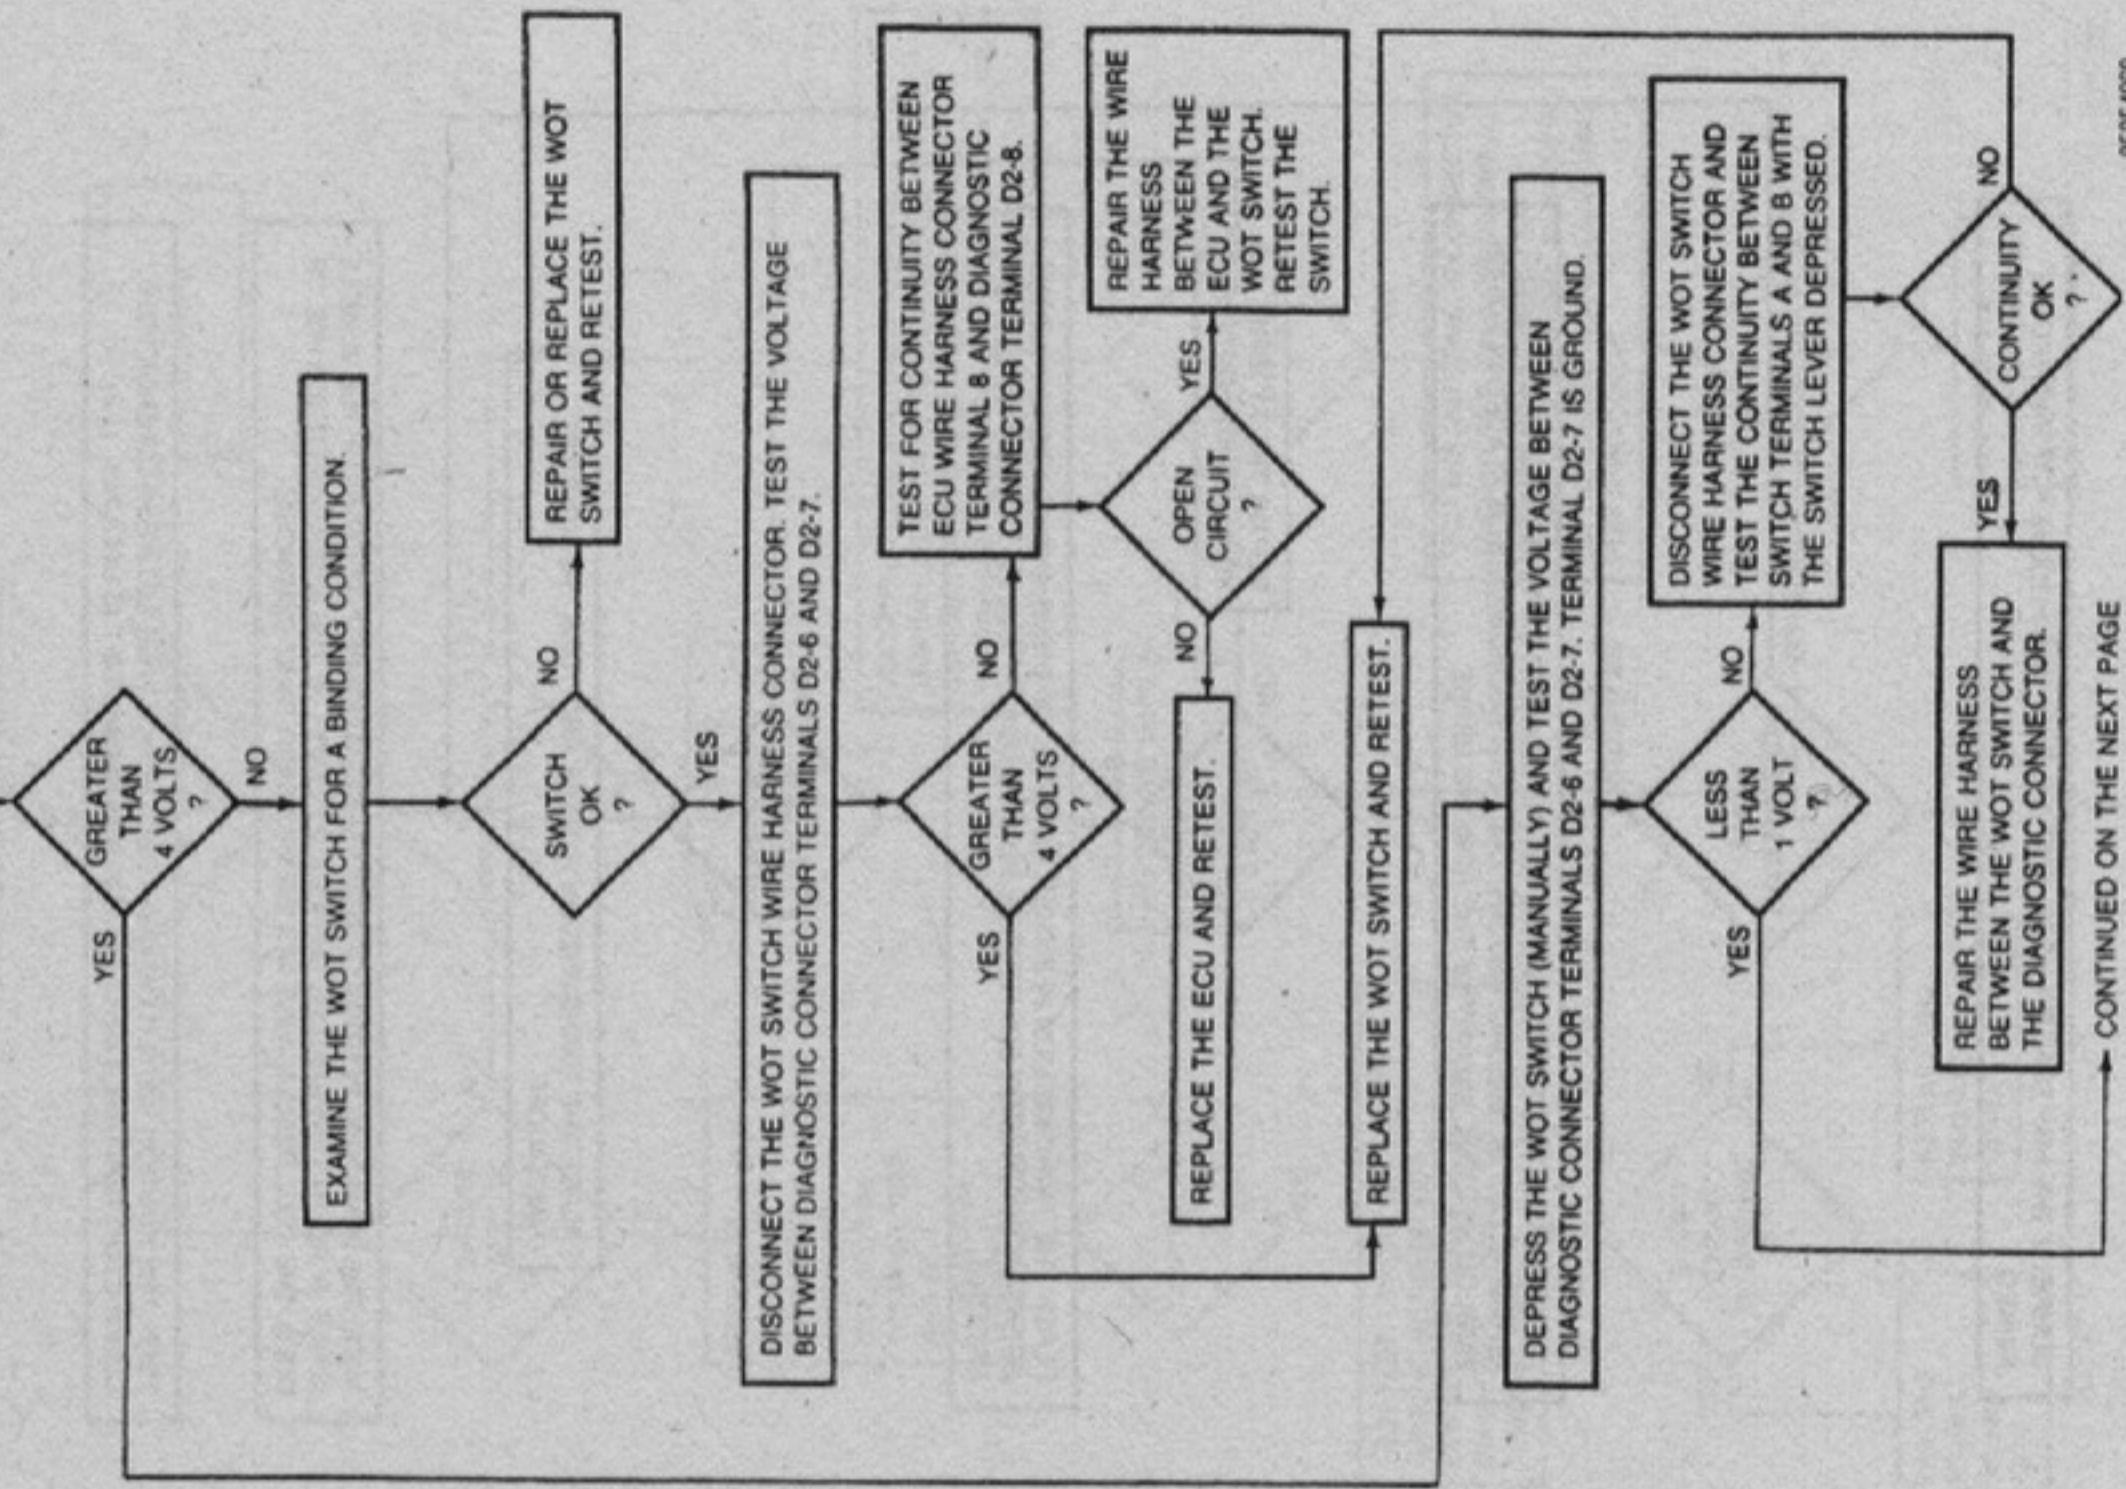 GREATER
THAN
4 VOLTS
?
YES
NO
EXAMINE THE WOT SWITCH FOR A BINDING CONDITION.
SWITCH
OK
?
NO
REPAIR OR REPLACE THE WOT
SWITCH AND RETEST.
YES
DISCONNECT THE WOT SWITCH WIRE HARNESS CONNECTOR. TEST THE VOLTAGE
BETWEEN DIAGNOSTIC CONNECTOR TERMINALS D2-6 AND D2-7.
GREATER
THAN
4 VOLTS
?
YES
NO
TEST FOR CONTINUITY BETWEEN
ECU WIRE HARNESS CONNECTOR
TERMINAL 8 AND DIAGNOSTIC
CONNECTOR TERMINAL D2-8.
OPEN
CIRCUIT
?
NO
YES
REPAIR THE WIRE
HARNESS
BETWEEN THE
ECU AND THE
WOT SWITCH.
RETEST THE
SWITCH.
REPLACE THE ECU AND RETEST.
REPLACE THE WOT SWITCH AND RETEST.
DEPRESS THE WOT SWITCH (MANUALLY) AND TEST THE VOLTAGE BETWEEN
DIAGNOSTIC CONNECTOR TERMINALS D2-6 AND D2-7. TERMINAL D2-7 IS GROUND.
LESS
THAN
1 VOLT
?
YES
NO
DISCONNECT THE WOT SWITCH
WIRE HARNESS CONNECTOR AND
TEST THE CONTINUITY BETWEEN
SWITCH TERMINALS A AND B WITH
THE SWITCH LEVER DEPRESSED.
CONTINUITY
OK
?
NO
YES
REPAIR THE WIRE HARNESS
BETWEEN THE WOT SWITCH AND
THE DIAGNOSTIC CONNECTOR.
CONTINUED ON THE NEXT PAGE